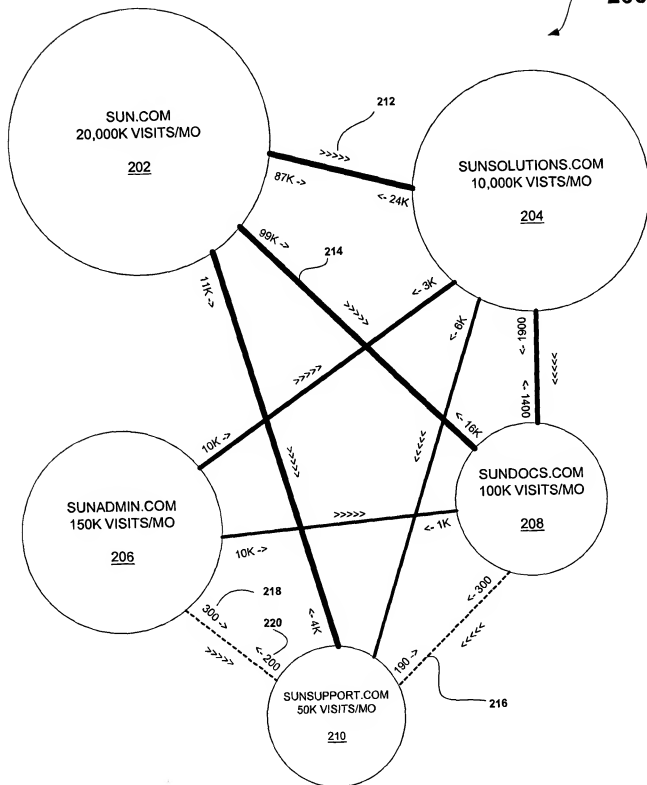 SUN.COM
20,000K VISITS/MO
202
212
>>>>>
87K ->
<- 24K
SUNSOLUTIONS.COM
10,000K VISTS/MO
204
99K ->
214
11K ->
>>>>>
<- 3K
<- 6K
1900 ->
>>>>>
<- 1400
>>>>>
10K ->
>>>>>
<<<<<
<- 16K
SUNADMIN.COM
150K VISITS/MO
206
>>>>>
10K ->
<- 1K
SUNDOCS.COM
100K VISITS/MO
208
218
300 ->
220
<- 200
>>>>>
<- 4K
<- 300
190 ->
<<<<<
216
SUNSUPPORT.COM
50K VISITS/MO
210